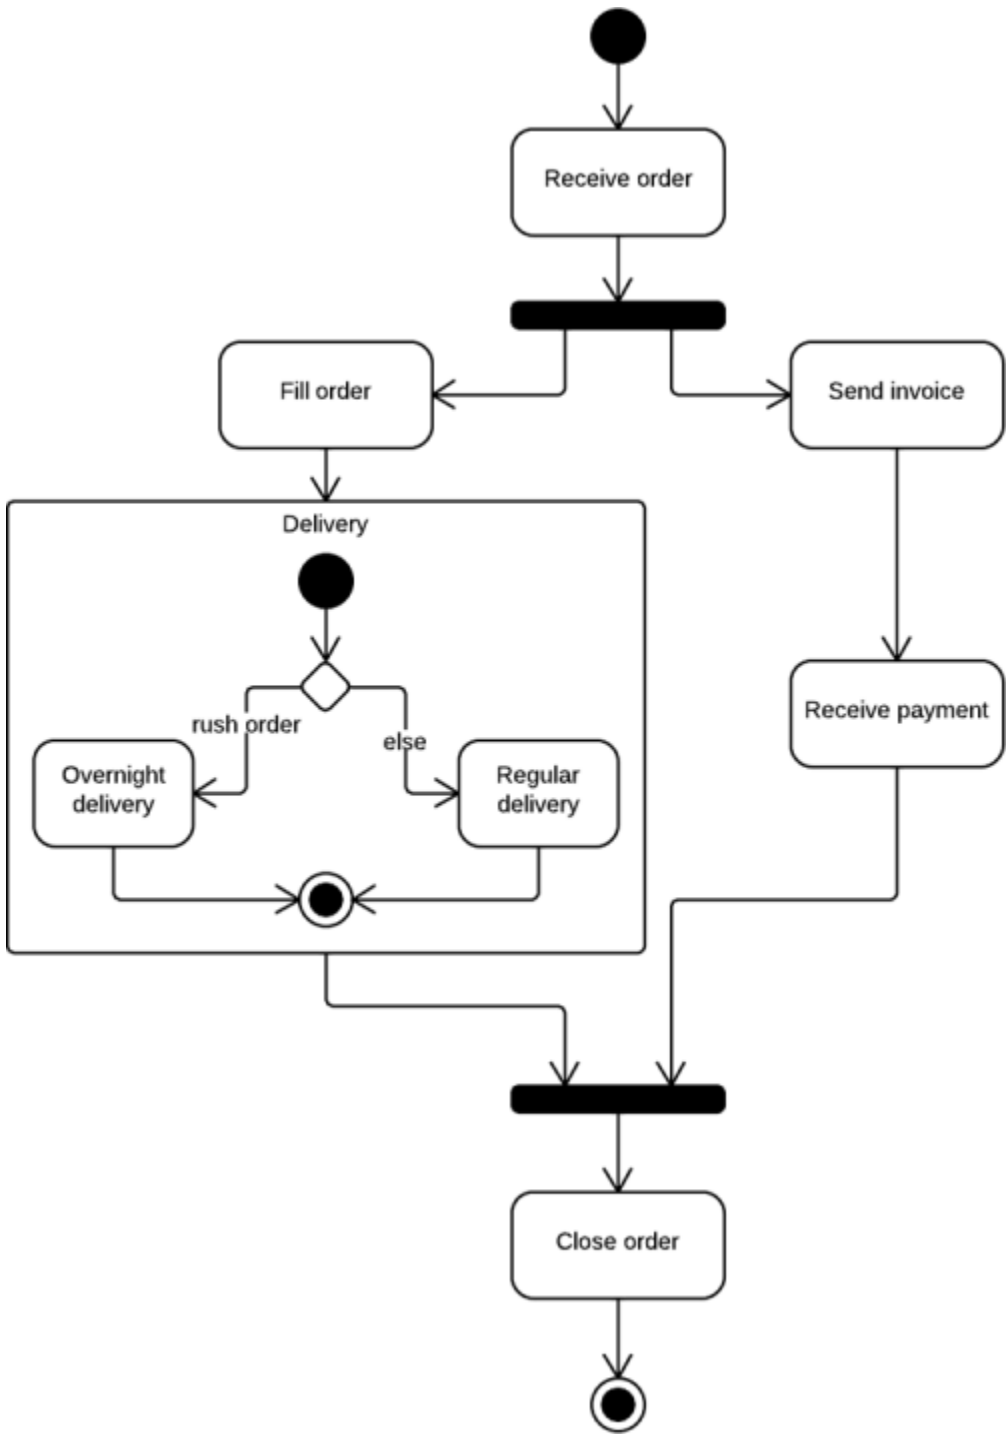 Receive order
Fill order
Send invoice
Delivery
rush order
else
Overnight
delivery
Regular
delivery
Receive payment
Close order